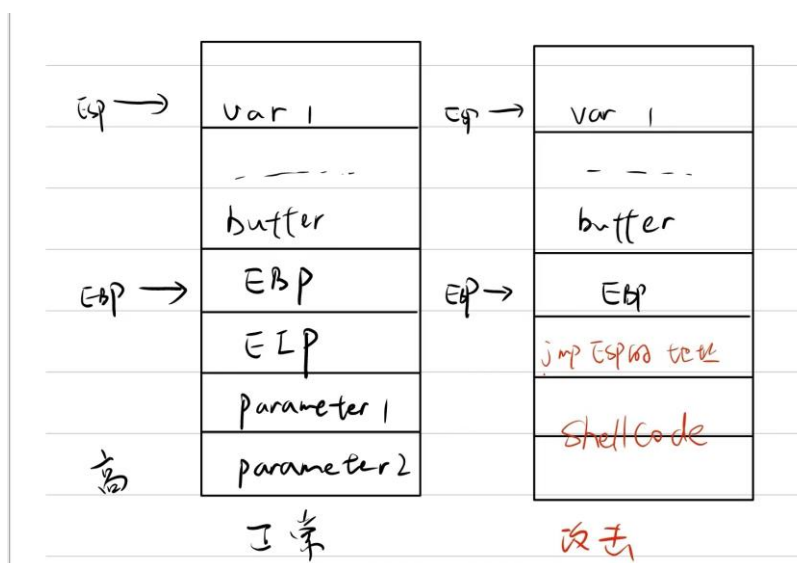 ESP → var 1
buffer
EBP → EBP
EIP
parameter 1
高 parameter 2
正常
ESP → var 1
buffer
EBP → EBP
jmp ESP的地址
Shellcode
攻击